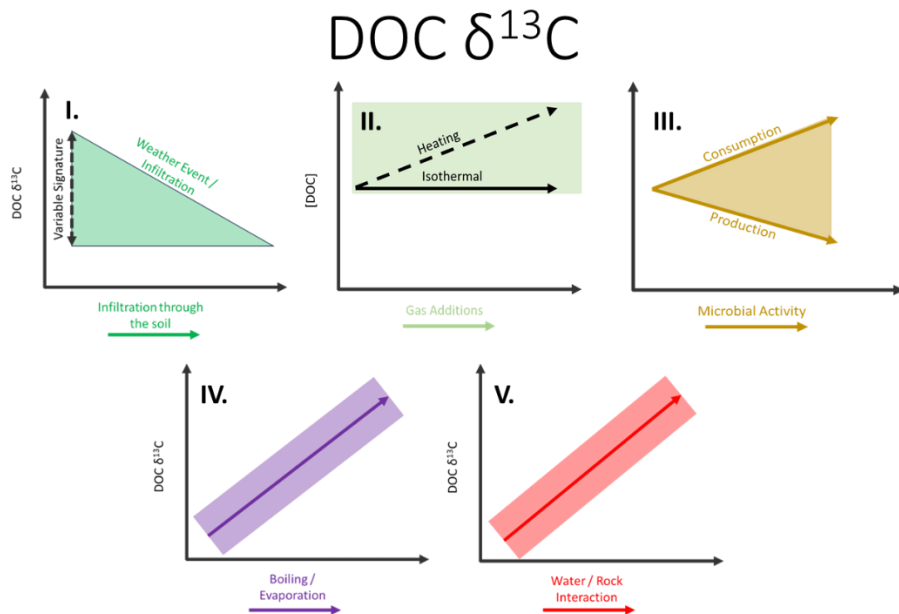 DOC δ¹³C
I.
DOC δ¹³C
Variable Signature
Weather Event /
Infiltration
Infiltration through
the soil
II.
[DOC]
Heating
Isothermal
Gas Additions
III.
Consumption
Production
Microbial Activity
IV.
DOC δ¹³C
Boiling /
Evaporation
V.
DOC δ¹³C
Water / Rock
Interaction